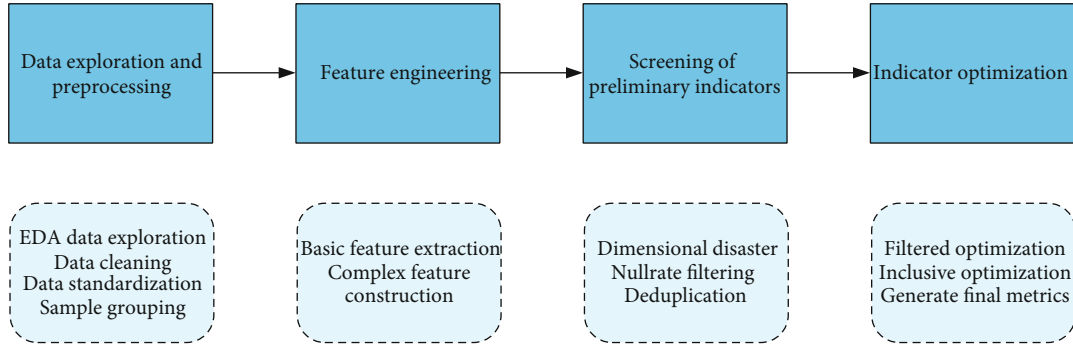 Data exploration and
preprocessing
Feature engineering
Screening of
preliminary indicators
Indicator optimization
EDA data exploration
Data cleaning
Data standardization
Sample grouping
Basic feature extraction
Complex feature
construction
Dimensional disaster
Nullrate filtering
Deduplication
Filtered optimization
Inclusive optimization
Generate final metrics